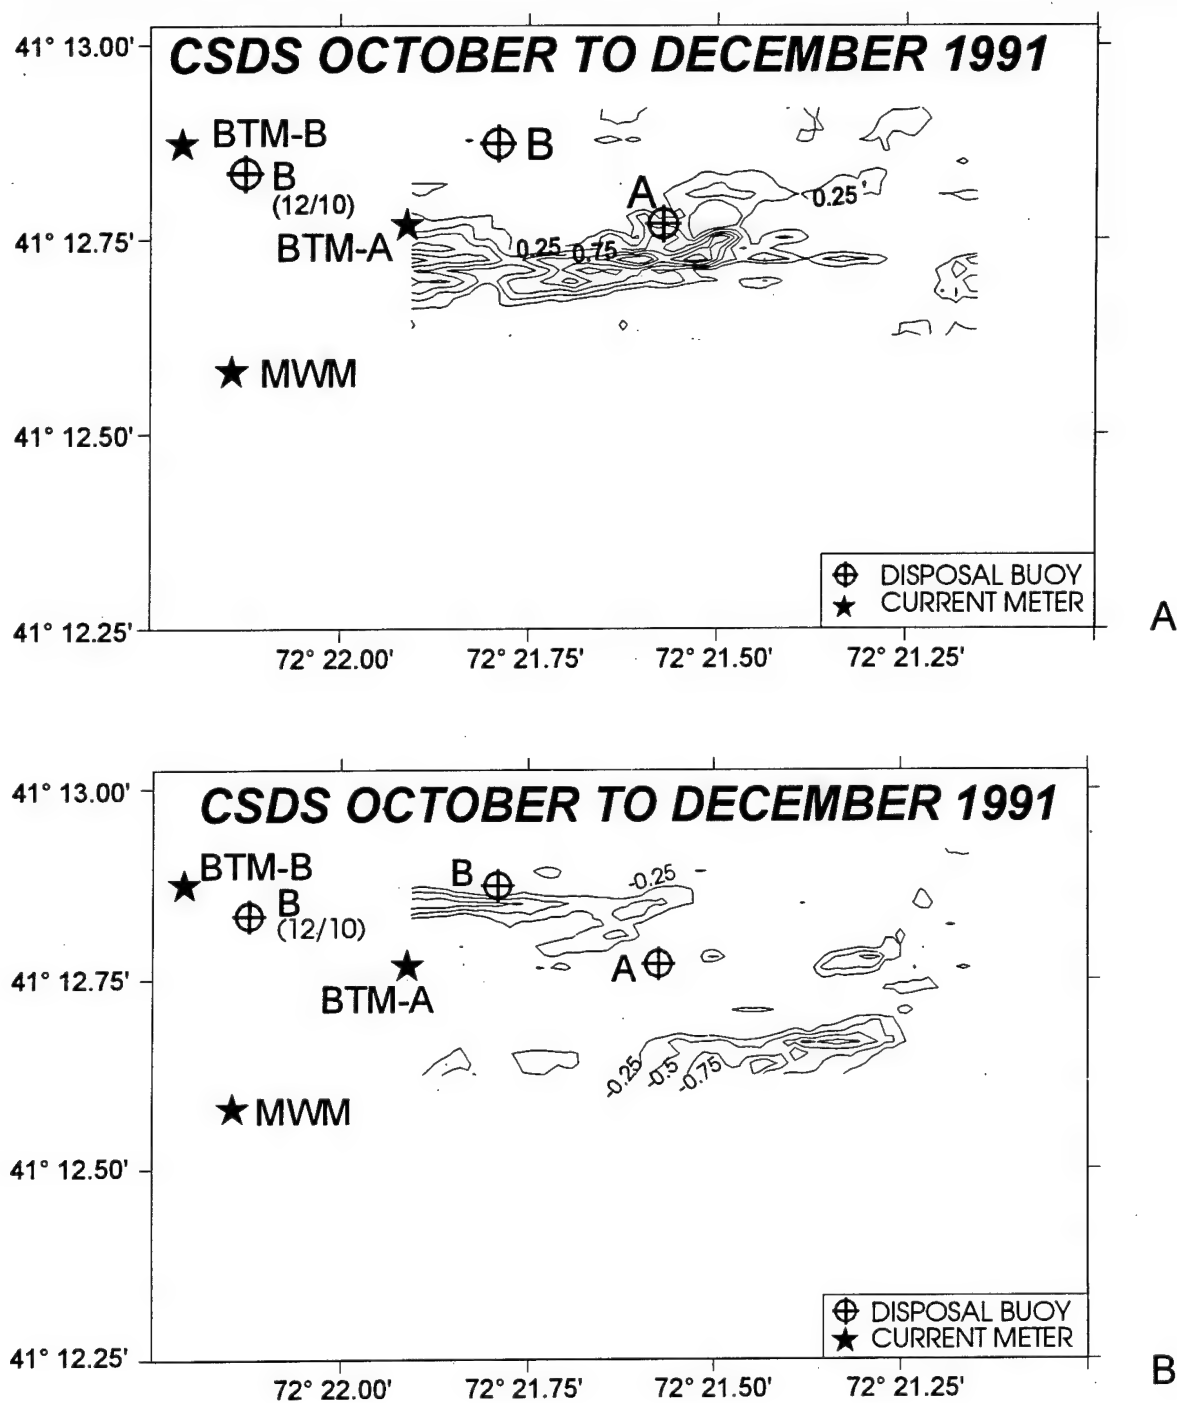 CSDS OCTOBER TO DECEMBER 1991
41° 13.00'
BTM-B
B
B
(12/10)
A
0.25'
41° 12.75'
BTM-A
0.25 0.75
MWM
41° 12.50'
DISPOSAL BUOY
CURRENT METER
41° 12.25'
A
72° 22.00' 72° 21.75' 72° 21.50' 72° 21.25'
41° 13.00'
CSDS OCTOBER TO DECEMBER 1991
BTM-B
B
-0.25
B
(12/10)
A
41° 12.75'
BTM-A
-0.25 -0.5 -0.75
MWM
41° 12.50'
DISPOSAL BUOY
CURRENT METER
41° 12.25'
B
72° 22.00' 72° 21.75' 72° 21.50' 72° 21.25'